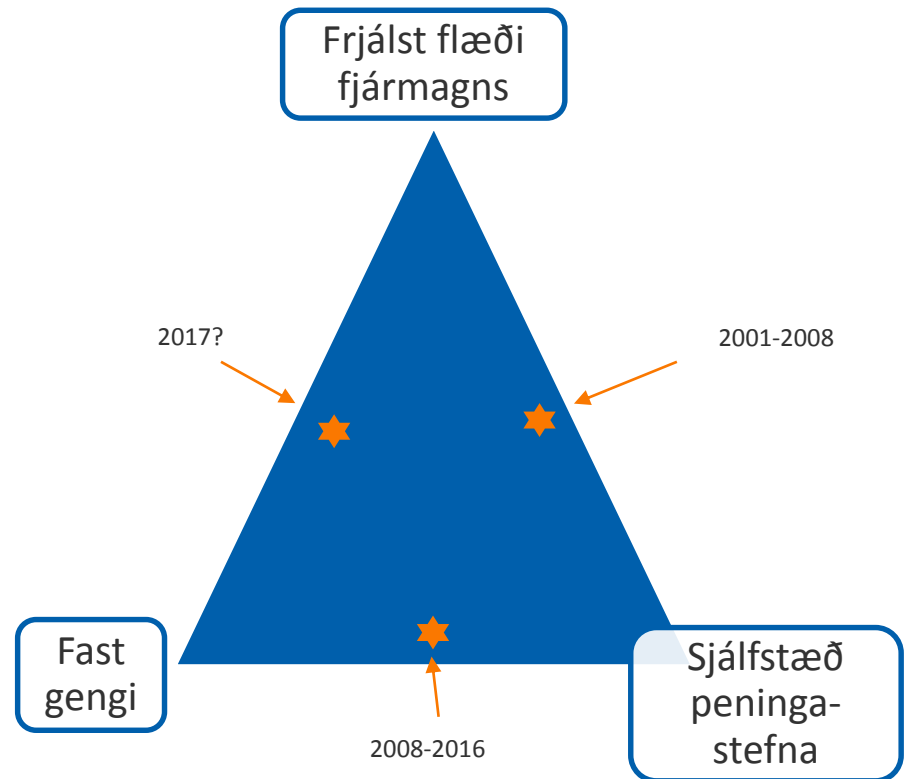 Frjálst flæði
fjármagns
2017?
2001-2008
Fast
gengi
Sjálfstæð
peninga-
stefna
2008-2016